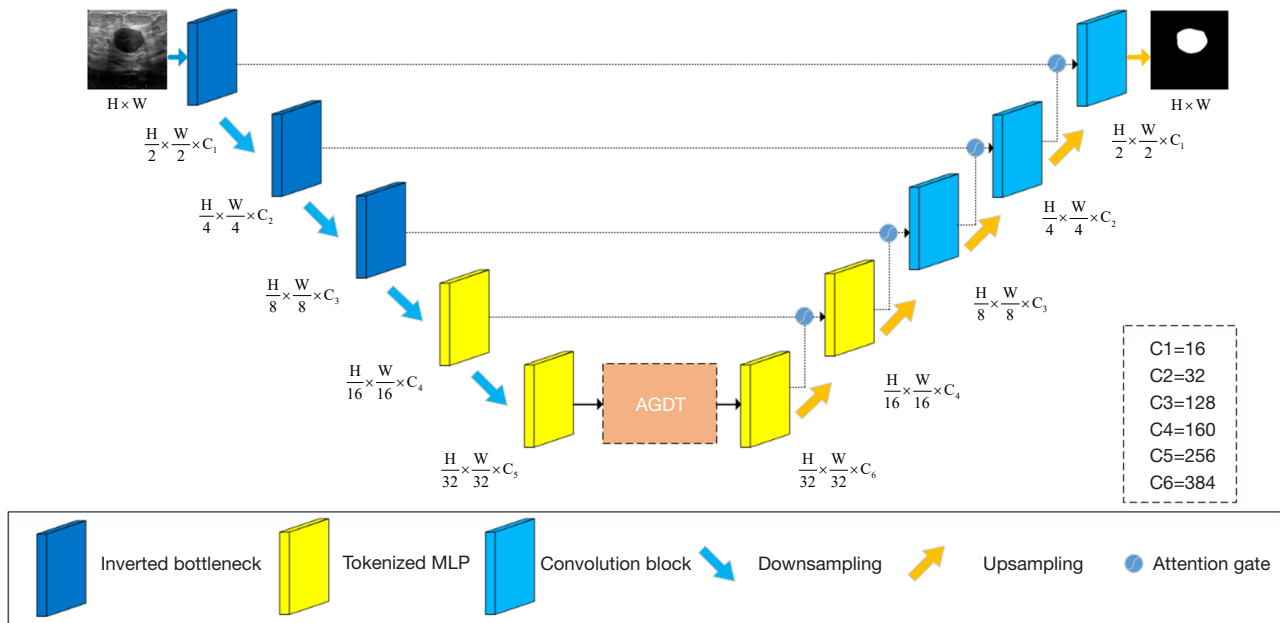 H×W
H/2 × W/2 × C₁
H/4 × W/4 × C₂
H/8 × W/8 × C₃
H/16 × W/16 × C₄
H/32 × W/32 × C₅
AGDT
H/32 × W/32 × C₆
H/16 × W/16 × C₄
H/8 × W/8 × C₃
H/4 × W/4 × C₂
H/2 × W/2 × C₁
H×W
C1=16
C2=32
C3=128
C4=160
C5=256
C6=384
Inverted bottleneck
Tokenized MLP
Convolution block
Downsampling
Upsampling
Attention gate